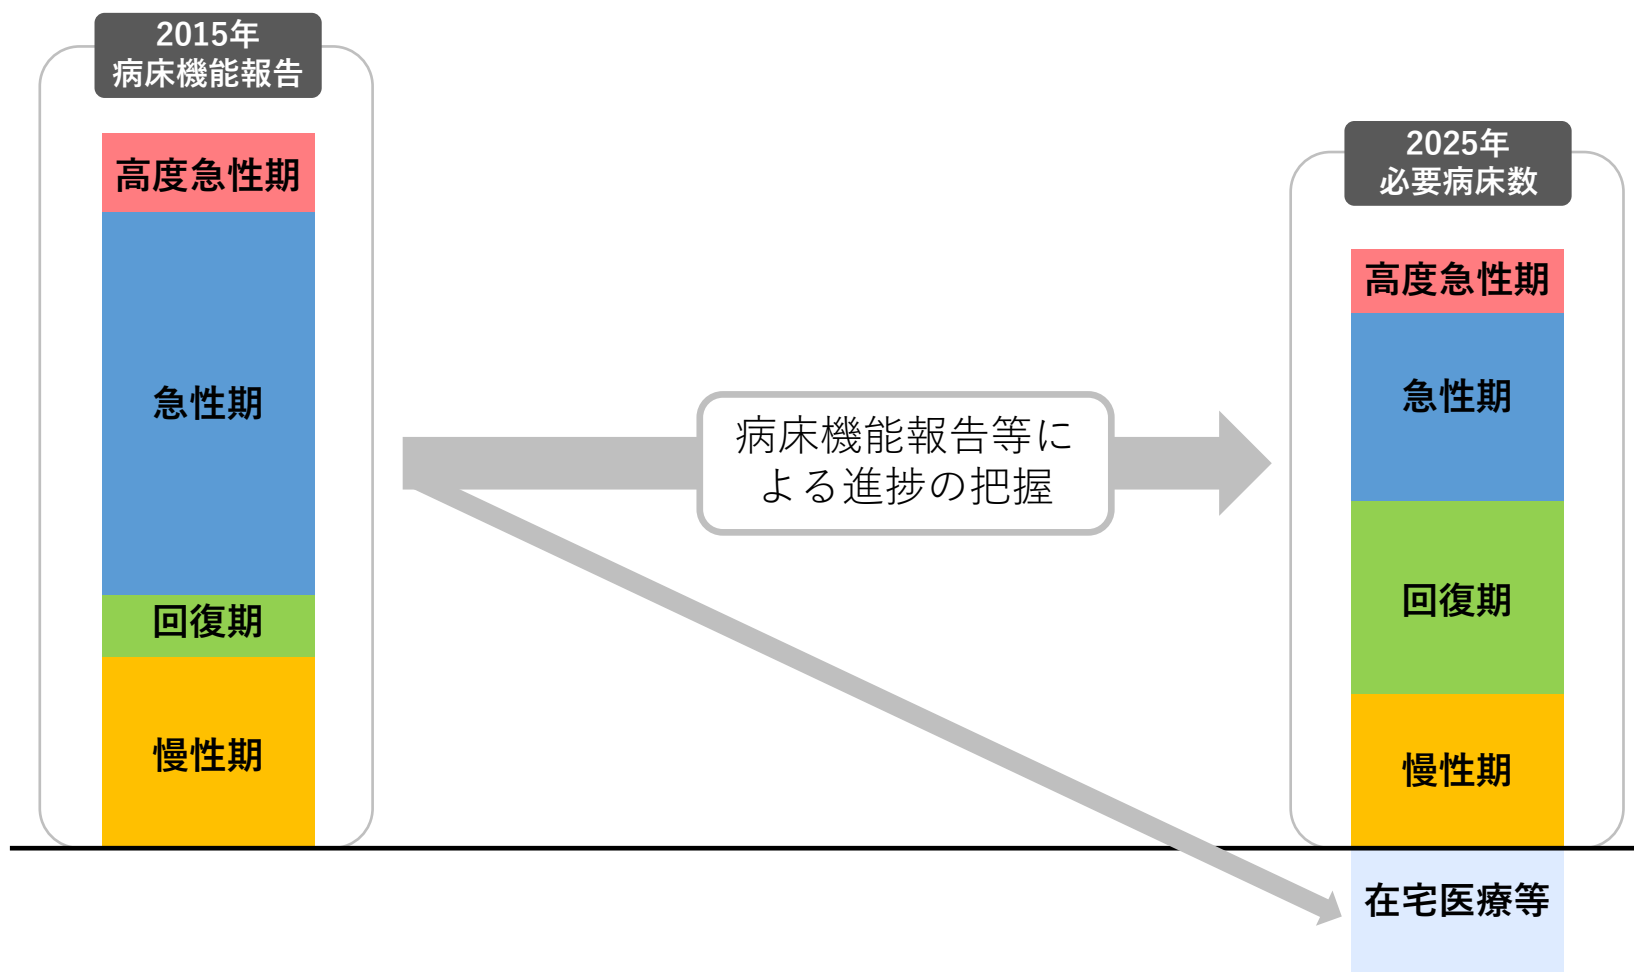 2015年
病床機能報告
高度急性期
急性期
回復期
慢性期
病床機能報告等に
よる進捗の把握
2025年
必要病床数
高度急性期
急性期
回復期
慢性期
在宅医療等